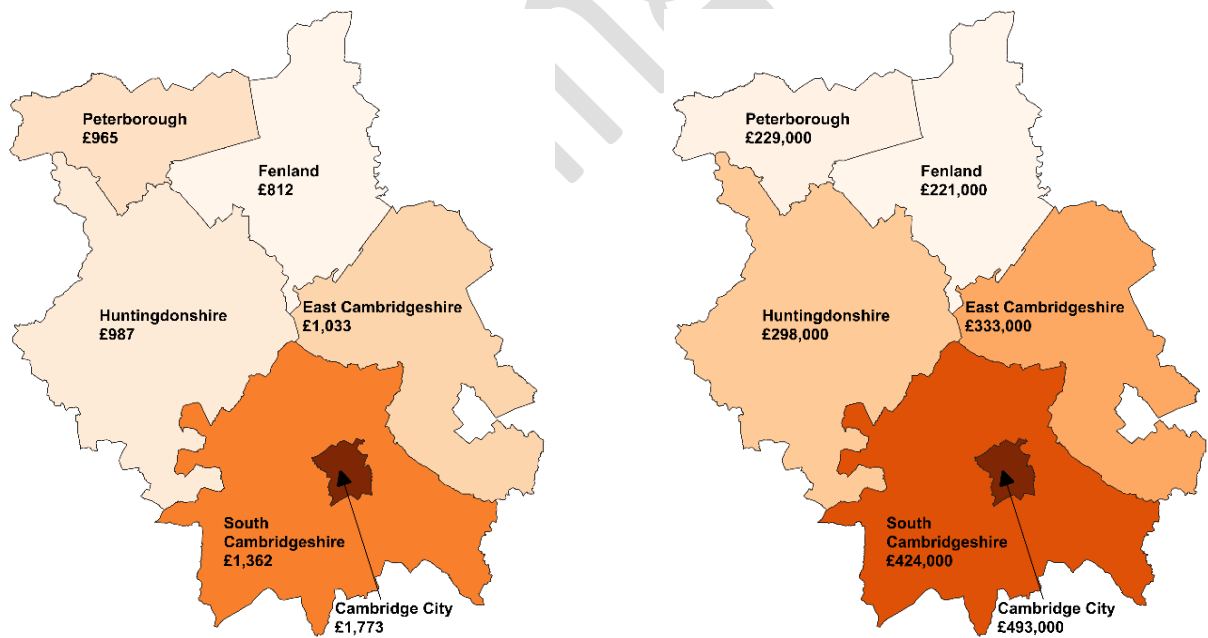 Peterborough
£965
Fenland
£812
Huntingdonshire
£987
East Cambridgeshire
£1,033
South
Cambridgeshire
£1,362
Cambridge City
£1,773
Peterborough
£229,000
Fenland
£221,000
Huntingdonshire
£298,000
East Cambridgeshire
£333,000
South
Cambridgeshire
£424,000
Cambridge City
£493,000